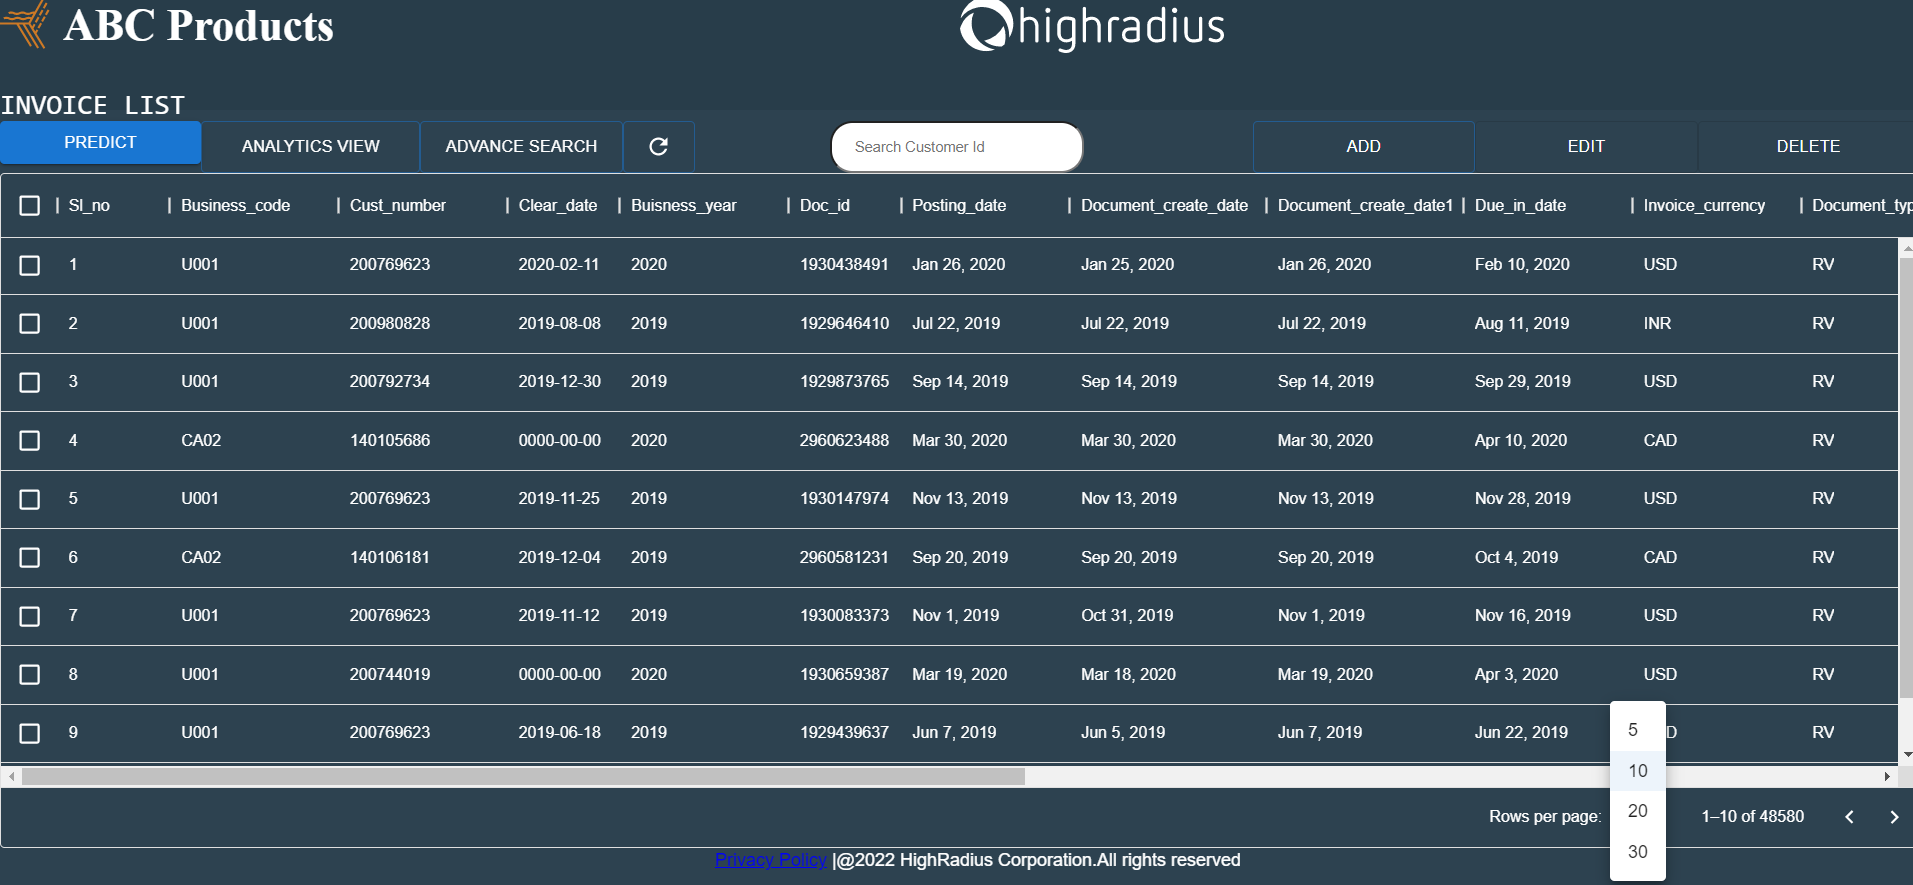 ABC Products
highradius
INVOICE LIST
PREDICT ANALYTICS VIEW ADVANCE SEARCH Search Customer Id ADD EDIT DELETE
Sl_no Business_code Cust_number Clear_date Buisness_year Doc_id Posting_date Document_create_date Document_create_date1 Due_in_date Invoice_currency Document_typ
1 U001 200769623 2020-02-11 2020 1930438491 Jan 26, 2020 Jan 25, 2020 Jan 26, 2020 Feb 10, 2020 USD RV
2 U001 200980828 2019-08-08 2019 1929646410 Jul 22, 2019 Jul 22, 2019 Jul 22, 2019 Aug 11, 2019 INR RV
3 U001 200792734 2019-12-30 2019 1929873765 Sep 14, 2019 Sep 14, 2019 Sep 14, 2019 Sep 29, 2019 USD RV
4 CA02 140105686 0000-00-00 2020 2960623488 Mar 30, 2020 Mar 30, 2020 Mar 30, 2020 Apr 10, 2020 CAD RV
5 U001 200769623 2019-11-25 2019 1930147974 Nov 13, 2019 Nov 13, 2019 Nov 13, 2019 Nov 28, 2019 USD RV
6 CA02 140106181 2019-12-04 2019 2960581231 Sep 20, 2019 Sep 20, 2019 Sep 20, 2019 Oct 4, 2019 CAD RV
7 U001 200769623 2019-11-12 2019 1930083373 Nov 1, 2019 Oct 31, 2019 Nov 1, 2019 Nov 16, 2019 USD RV
8 U001 200744019 0000-00-00 2020 1930659387 Mar 19, 2020 Mar 18, 2020 Mar 19, 2020 Apr 3, 2020 USD RV
9 U001 200769623 2019-06-18 2019 1929439637 Jun 7, 2019 Jun 5, 2019 Jun 7, 2019 Jun 22, 2019 D RV
5
10
20
30
Rows per page: 1–10 of 48580
Privacy Policy |@2022 HighRadius Corporation.All rights reserved